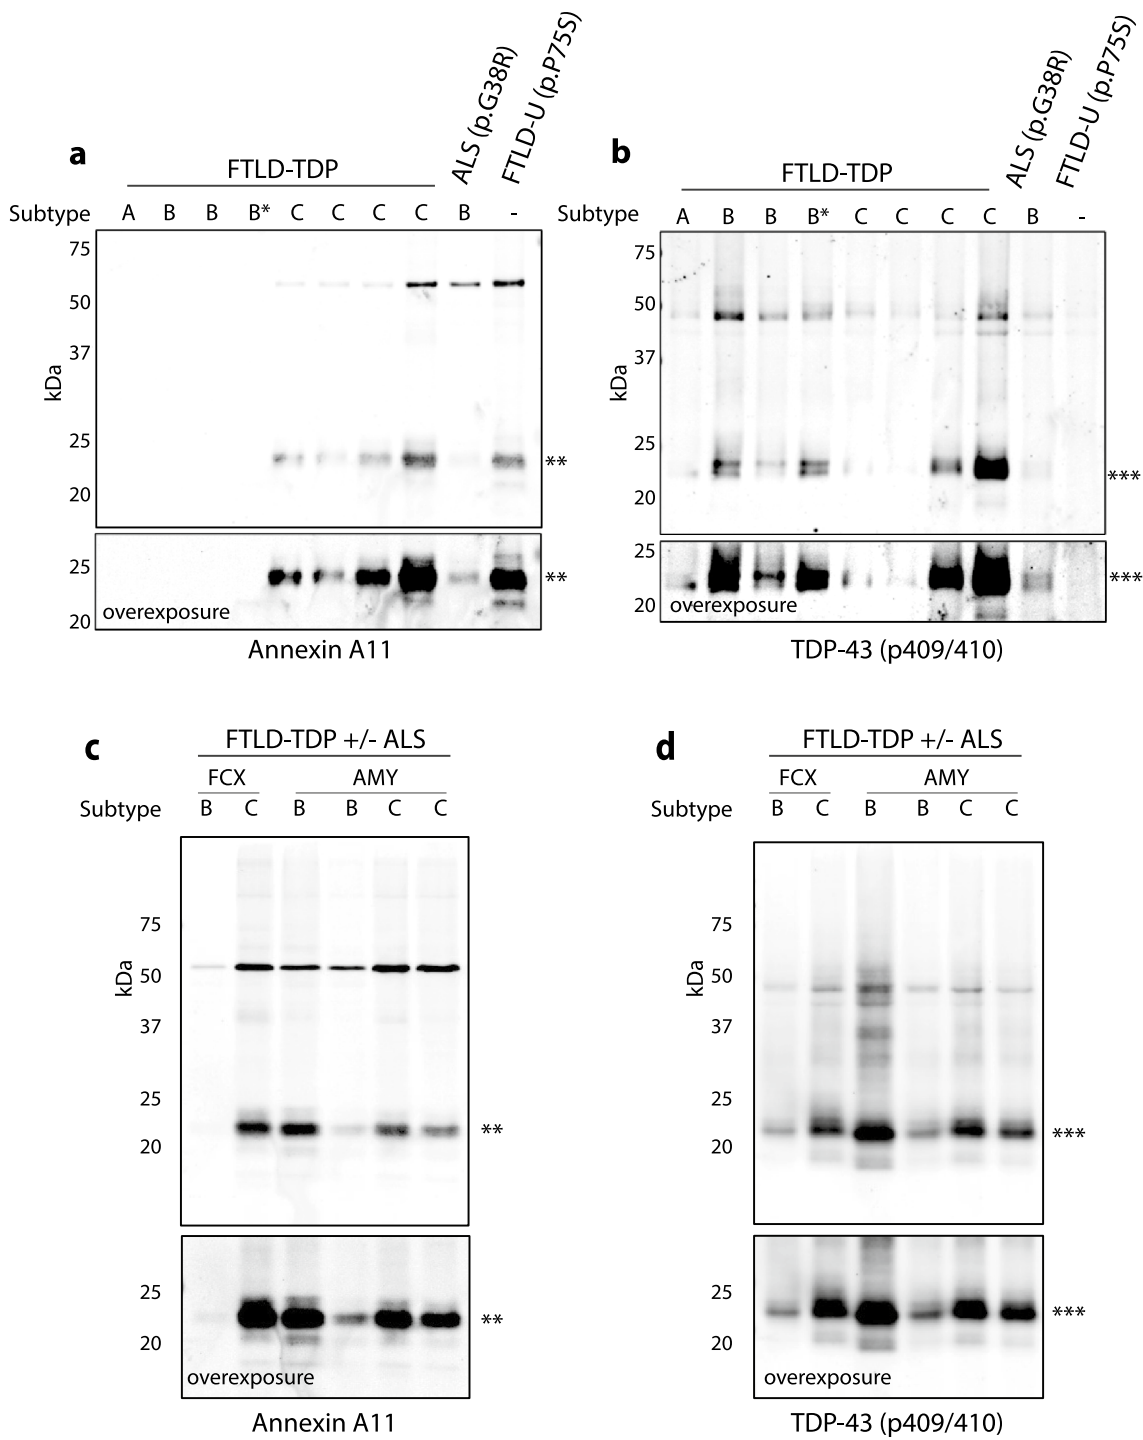 a
FTLD-TDP
ALS (p.G38R)
FTLD-U (p.P75S)
Subtype A B B B* C C C C B -
75
50
37
25
20
kDa
**
25
20
**
overexposure
Annexin A11
b
FTLD-TDP
ALS (p.G38R)
FTLD-U (p.P75S)
Subtype A B B B* C C C C B -
75
50
37
25
20
kDa
***
25
20
***
overexposure
TDP-43 (p409/410)
c
FTLD-TDP +/- ALS
FCX AMY
Subtype B C B B C C
75
50
37
25
20
kDa
**
25
20
**
overexposure
Annexin A11
d
FTLD-TDP +/- ALS
FCX AMY
Subtype B C B B C C
75
50
37
25
20
kDa
***
25
20
***
overexposure
TDP-43 (p409/410)